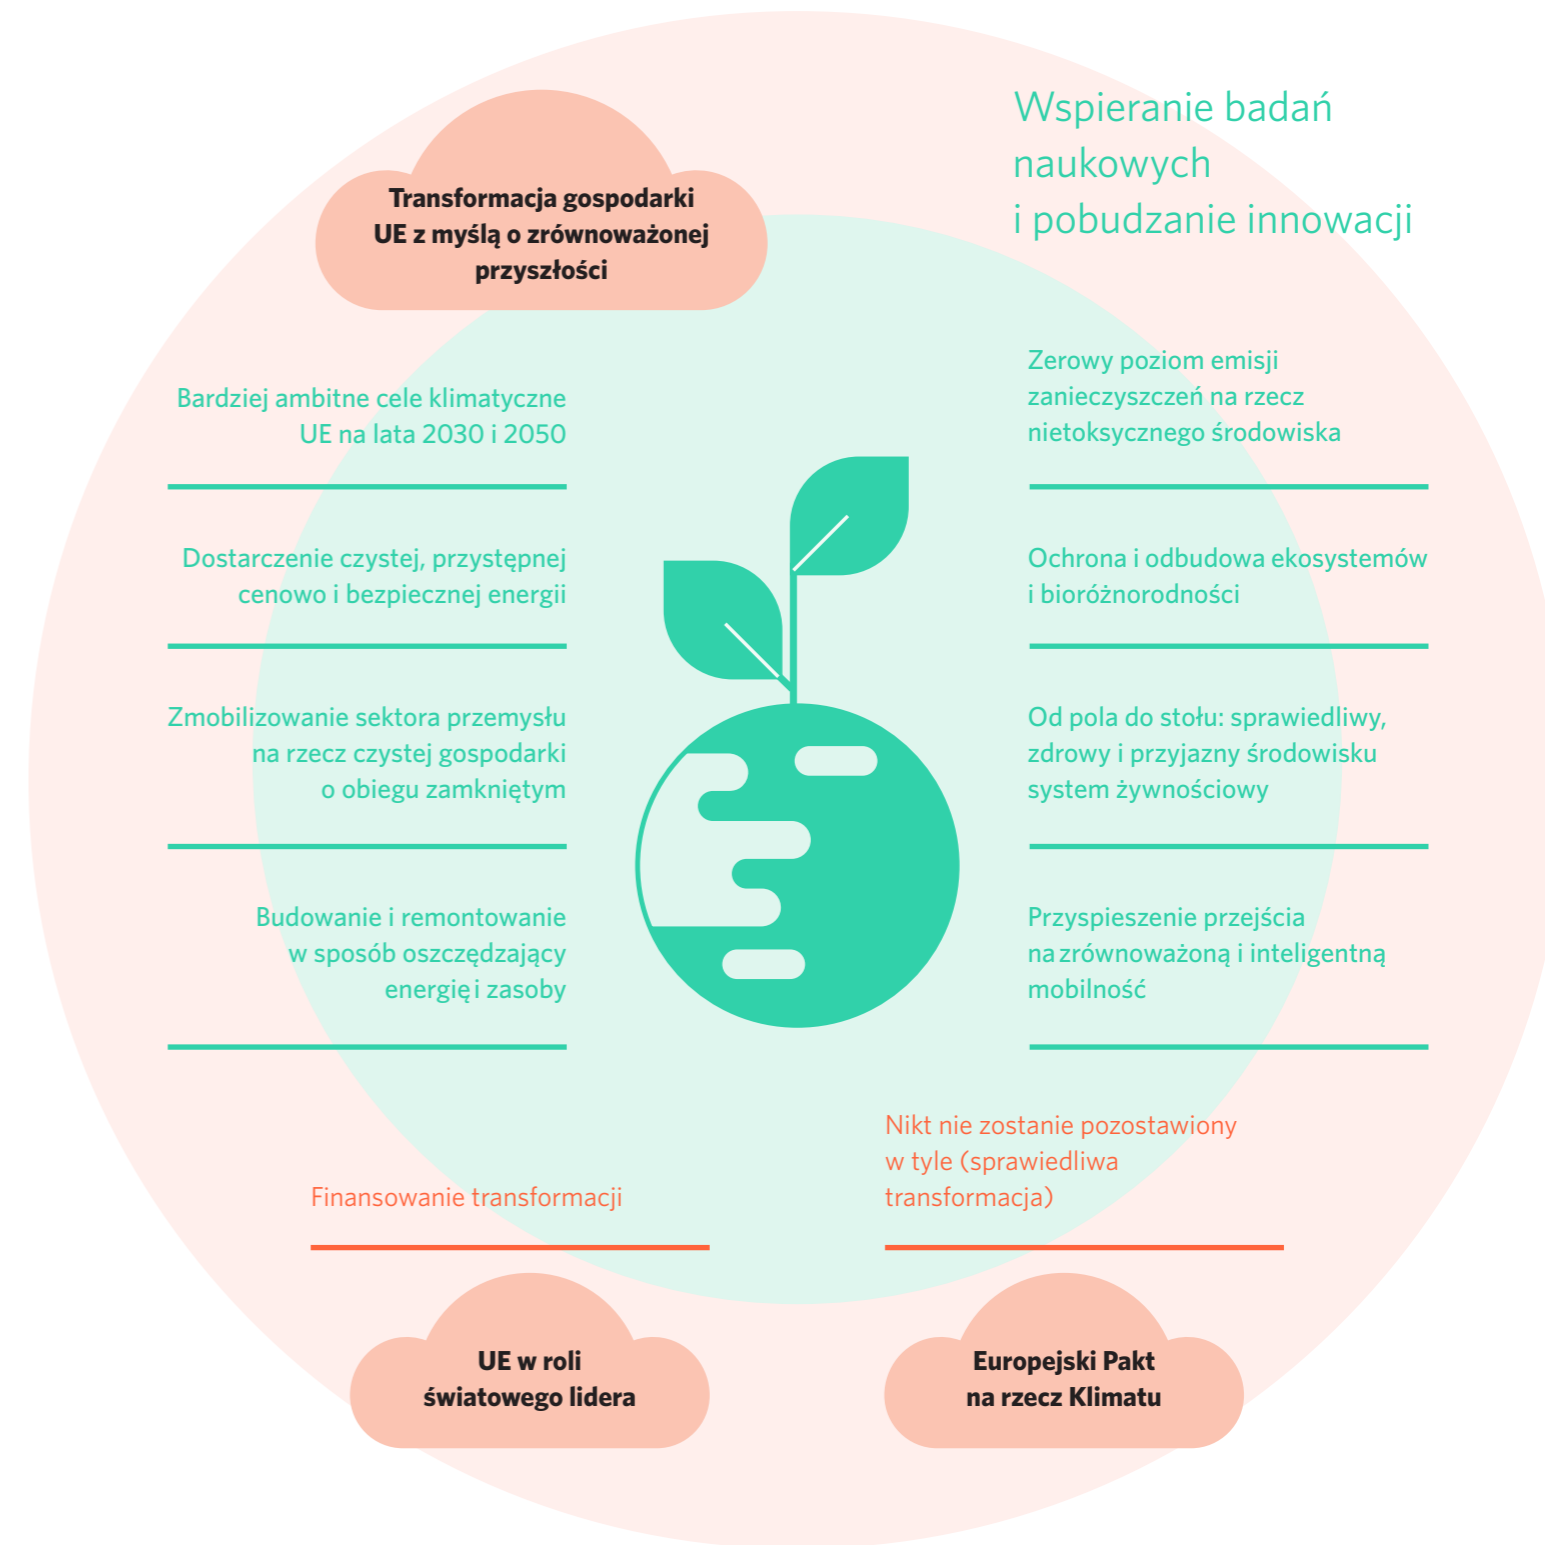 Transformacja gospodarki
UE z myślą o zrównoważonej
przyszłości
Wspieranie badań
naukowych
i pobudzanie innowacji
Bardziej ambitne cele klimatyczne
UE na lata 2030 i 2050
Dostarczenie czystej, przystępnej
cenowo i bezpiecznej energii
Zmobilizowanie sektora przemysłu
na rzecz czystej gospodarki
o obiegu zamkniętym
Budowanie i remontowanie
w sposób oszczędzający
energię i zasoby
Zerowy poziom emisji
zanieczyszczeń na rzecz
nietoksycznego środowiska
Ochrona i odbudowa ekosystemów
i bioróżnorodności
Od pola do stołu: sprawiedliwy,
zdrowy i przyjazny środowisku
system żywnościowy
Przyspieszenie przejścia
na zrównoważoną i inteligentną
mobilność
Finansowanie transformacji
Nikt nie zostanie pozostawiony
w tyle (sprawiedliwa
transformacja)
UE w roli
światowego lidera
Europejski Pakt
na rzecz Klimatu